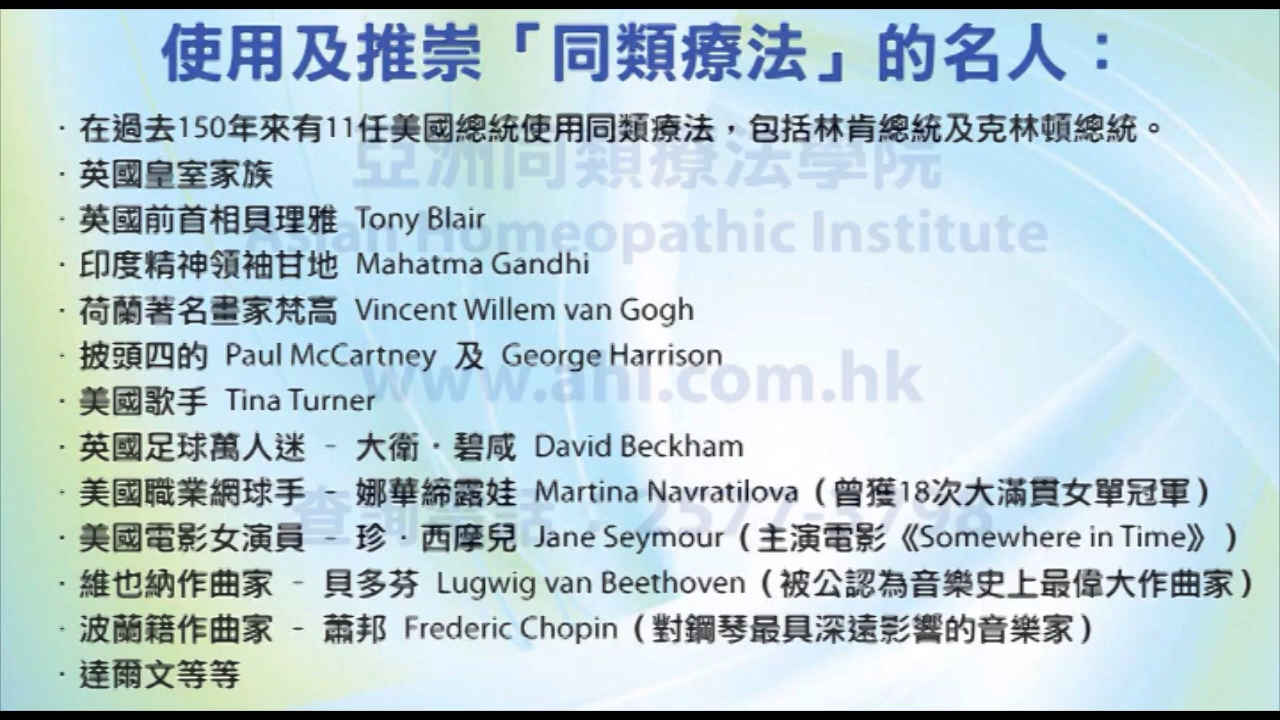 使用及推崇「同類療法」的名人：
· 在過去150年來有11任美國總統使用同類療法，包括林肯總統及克林頓總統。
亞洲同類療法學院
· 英國皇室家族
· 英國前首相貝理雅 Tony Blair
Asian Homeopathic Institute
· 印度精神領袖甘地 Mahatma Gandhi
· 荷蘭著名畫家梵高 Vincent Willem van Gogh
· 披頭四的 Paul McCartney 及 George Harrison
www.ahi.com.hk
· 美國歌手 Tina Turner
· 英國足球萬人迷 – 大衛・碧咸 David Beckham
· 美國職業網球手 – 娜華締露娃 Martina Navratilova（曾獲18次大滿貫女單冠軍）
· 美國電影女演員 – 珍・西摩兒 Jane Seymour（主演電影《Somewhere in Time》）
· 維也納作曲家 – 貝多芬 Lugwig van Beethoven（被公認為音樂史上最偉大作曲家）
· 波蘭籍作曲家 – 蕭邦 Frederic Chopin（對鋼琴最具深遠影響的音樂家）
· 達爾文等等